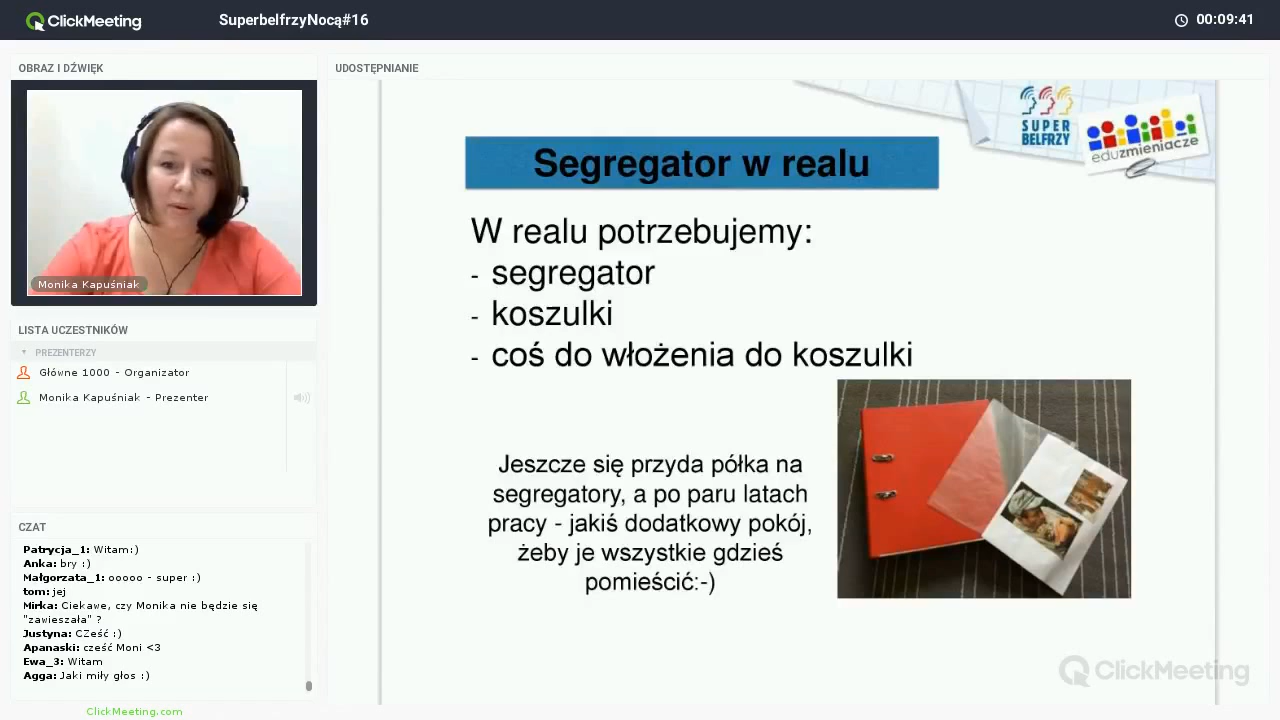 ClickMeeting
SuperbelfrzyNocą#16
00:09:41
OBRAZ I DŹWIĘK
Monika Kapuśniak
LISTA UCZESTNIKÓW
PREZENTERZY
Główne 1000 - Organizator
Monika Kapuśniak - Prezenter
CZAT
Patrycja_1: Witam:)
Anka: bry :)
Małgorzata_1: ooooo - super :)
tom: jej
Mirka: Ciekawe, czy Monika nie będzie się
"zawieszała" ?
Justyna: CZeść :)
Apanaski: cześć Moni <3
Ewa_3: Witam
Agga: Jaki miły głos :)
ClickMeeting.com
UDOSTĘPNIANIE
SUPER
BELFRZY
eduzmieniacze
Segregator w realu
W realu potrzebujemy:
- segregator
- koszulki
- coś do włożenia do koszulki
Jeszcze się przyda półka na
segregatory, a po paru latach
pracy - jakiś dodatkowy pokój,
żeby je wszystkie gdzieś
pomieścić:-)
ClickMeeting